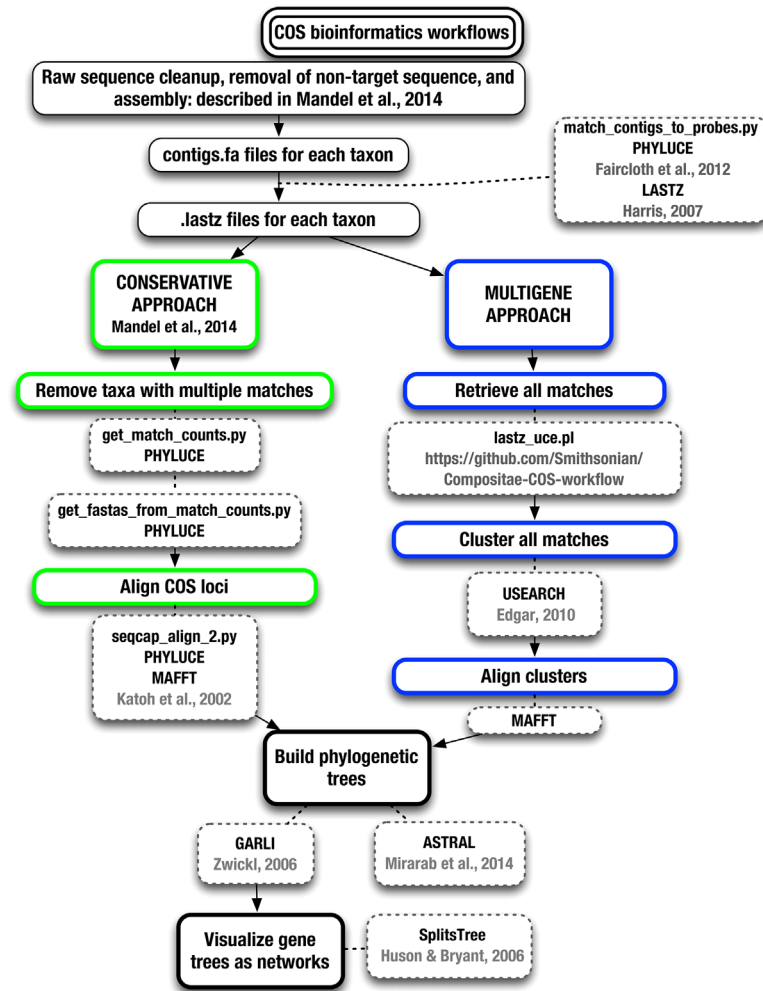 COS bioinformatics workflows
Raw sequence cleanup, removal of non-target sequence, and
assembly: described in Mandel et al., 2014
contigs.fa files for each taxon
match_contigs_to_probes.py
PHYLUCE
Faircloth et al., 2012
LASTZ
Harris, 2007
.lastz files for each taxon
CONSERVATIVE
APPROACH
Mandel et al., 2014
Remove taxa with multiple matches
get_match_counts.py
PHYLUCE
get_fastas_from_match_counts.py
PHYLUCE
Align COS loci
seqcap_align_2.py
PHYLUCE
MAFFT
Katoh et al., 2002
MULTIGENE
APPROACH
Retrieve all matches
lastz_uce.pl
https://github.com/Smithsonian/
Compositae-COS-workflow
Cluster all matches
USEARCH
Edgar, 2010
Align clusters
MAFFT
Build phylogenetic
trees
GARLI
Zwickl, 2006
ASTRAL
Mirarab et al., 2014
Visualize gene
trees as networks
SplitsTree
Huson & Bryant, 2006